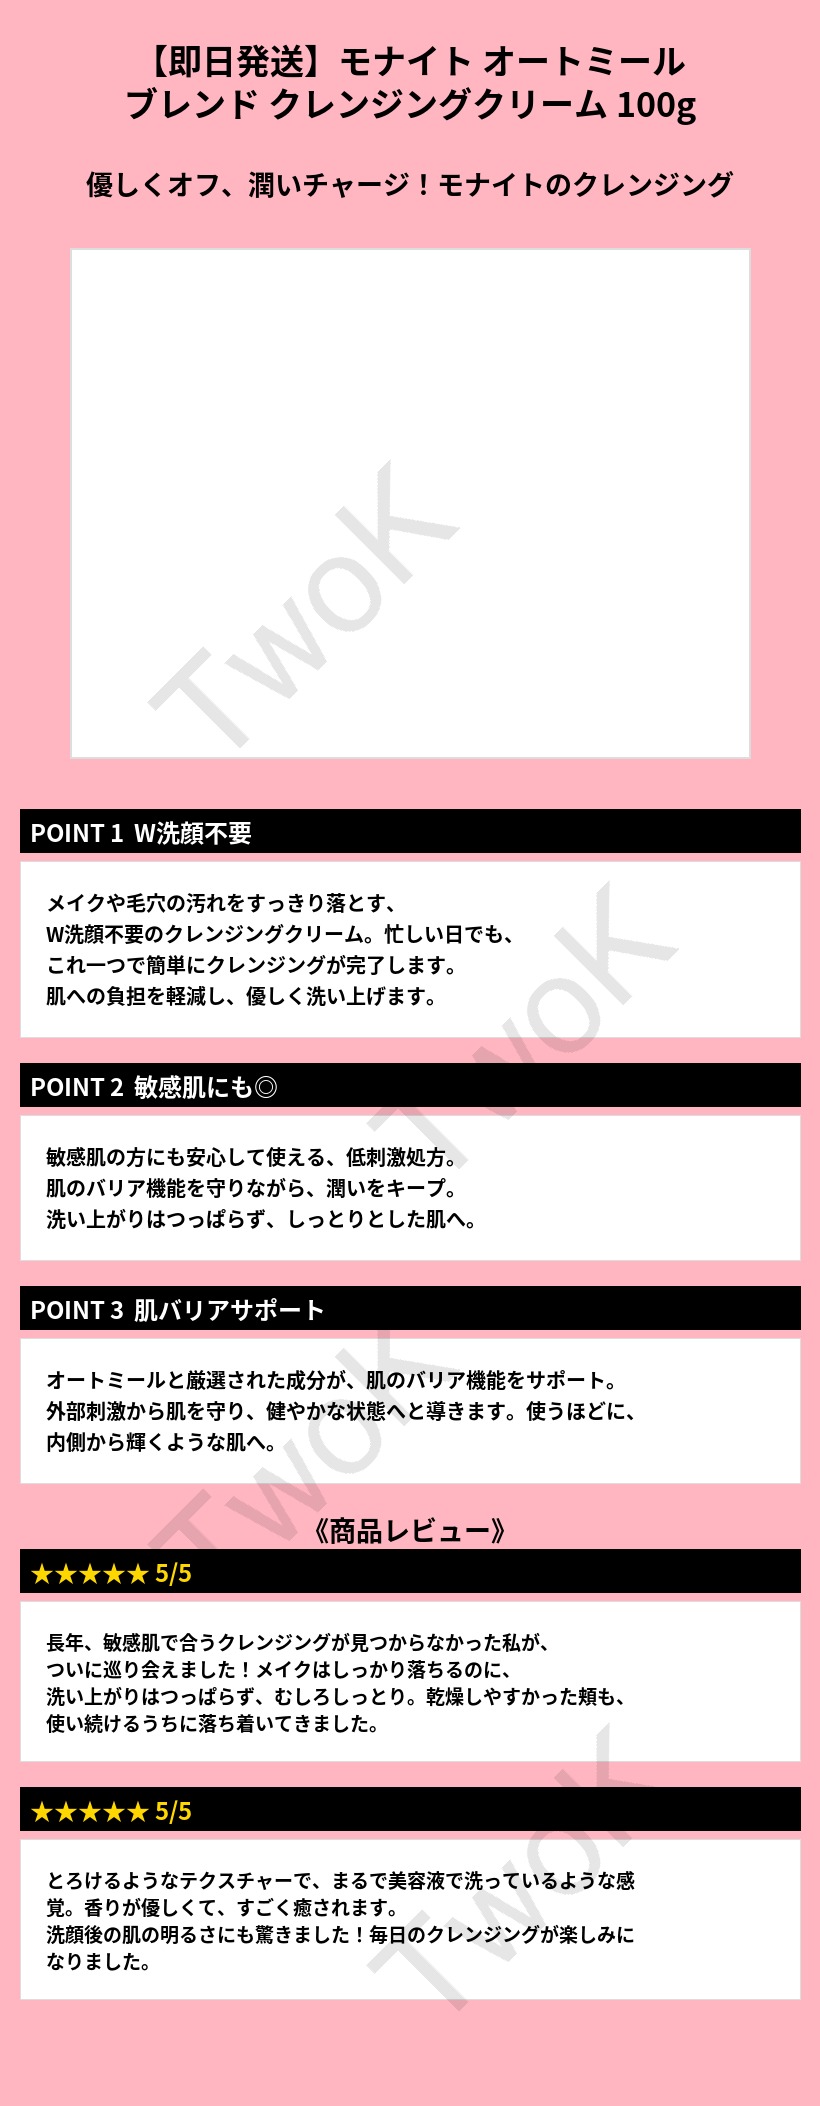 【即日発送】モナイト オートミール
ブレンド クレンジングクリーム 100g
優しくオフ、潤いチャージ！モナイトのクレンジング
TwoK
POINT 1 W洗顔不要
メイクや毛穴の汚れをすっきり落とす、
W洗顔不要のクレンジングクリーム。忙しい日でも、
これ一つで簡単にクレンジングが完了します。
肌への負担を軽減し、優しく洗い上げます。
TwoK
POINT 2 敏感肌にも◎
敏感肌の方にも安心して使える、低刺激処方。
肌のバリア機能を守りながら、潤いをキープ。
洗い上がりはつっぱらず、しっとりとした肌へ。
POINT 3 肌バリアサポート
オートミールと厳選された成分が、肌のバリア機能をサポート。
外部刺激から肌を守り、健やかな状態へと導きます。使うほどに、
内側から輝くような肌へ。
TwoK
《商品レビュー》
★★★★★ 5/5
長年、敏感肌で合うクレンジングが見つからなかった私が、
ついに巡り会えました！メイクはしっかり落ちるのに、
洗い上がりはつっぱらず、むしろしっとり。乾燥しやすかった頬も、
使い続けるうちに落ち着いてきました。
★★★★★ 5/5
とろけるようなテクスチャーで、まるで美容液で洗っているような感
覚。香りが優しくて、すごく癒されます。
洗顔後の肌の明るさにも驚きました！毎日のクレンジングが楽しみに
なりました。
TwoK